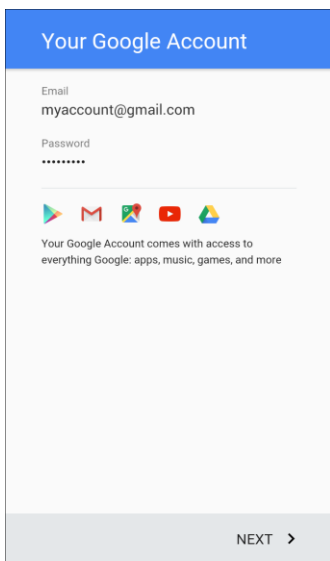 Your Google Account
Email
myaccount@gmail.com
Password
•••••••••
Your Google Account comes with access to
everything Google: apps, music, games, and more
NEXT